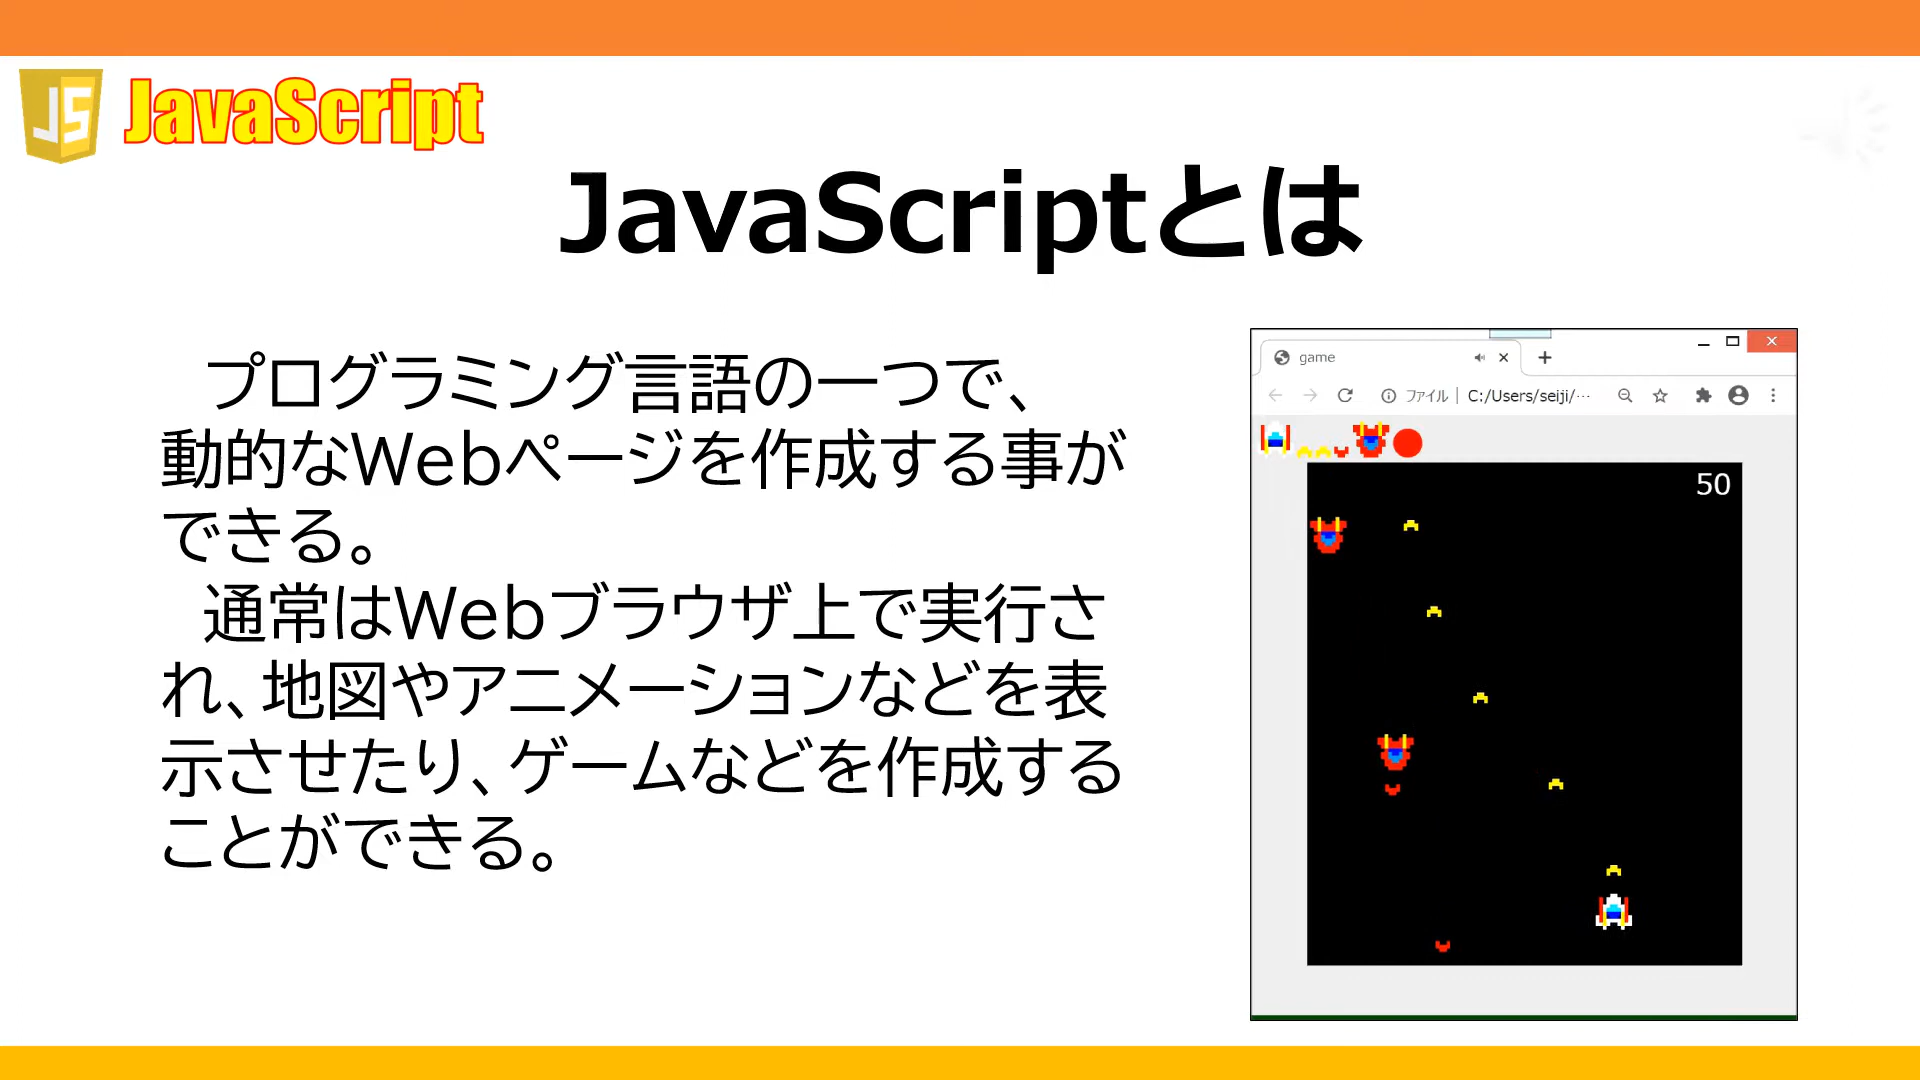 JS JavaScript
JavaScriptとは
プログラミング言語の一つで、
動的なWebページを作成する事が
できる。
通常はWebブラウザ上で実行さ
れ、地図やアニメーションなどを表
示させたり、ゲームなどを作成する
ことができる。
game
ファイル | C:/Users/seiji/…
50